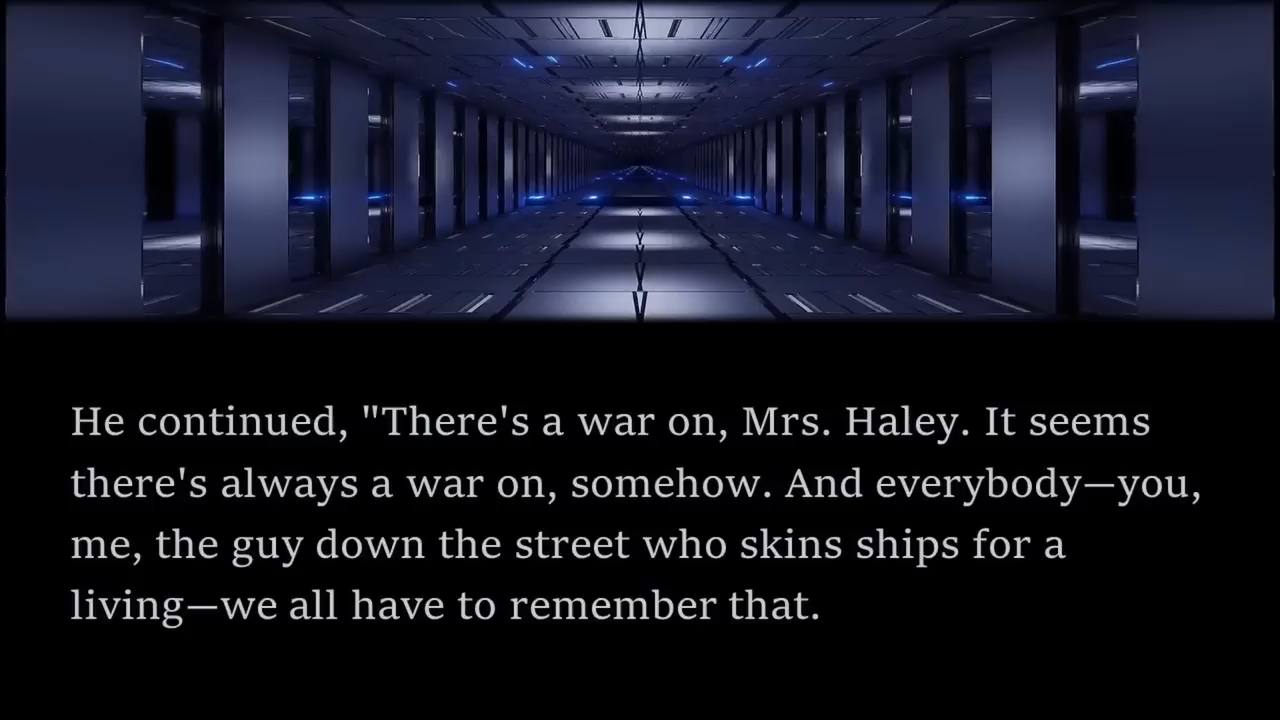 He continued, "There's a war on, Mrs. Haley. It seems
there's always a war on, somehow. And everybody—you,
me, the guy down the street who skins ships for a
living—we all have to remember that.